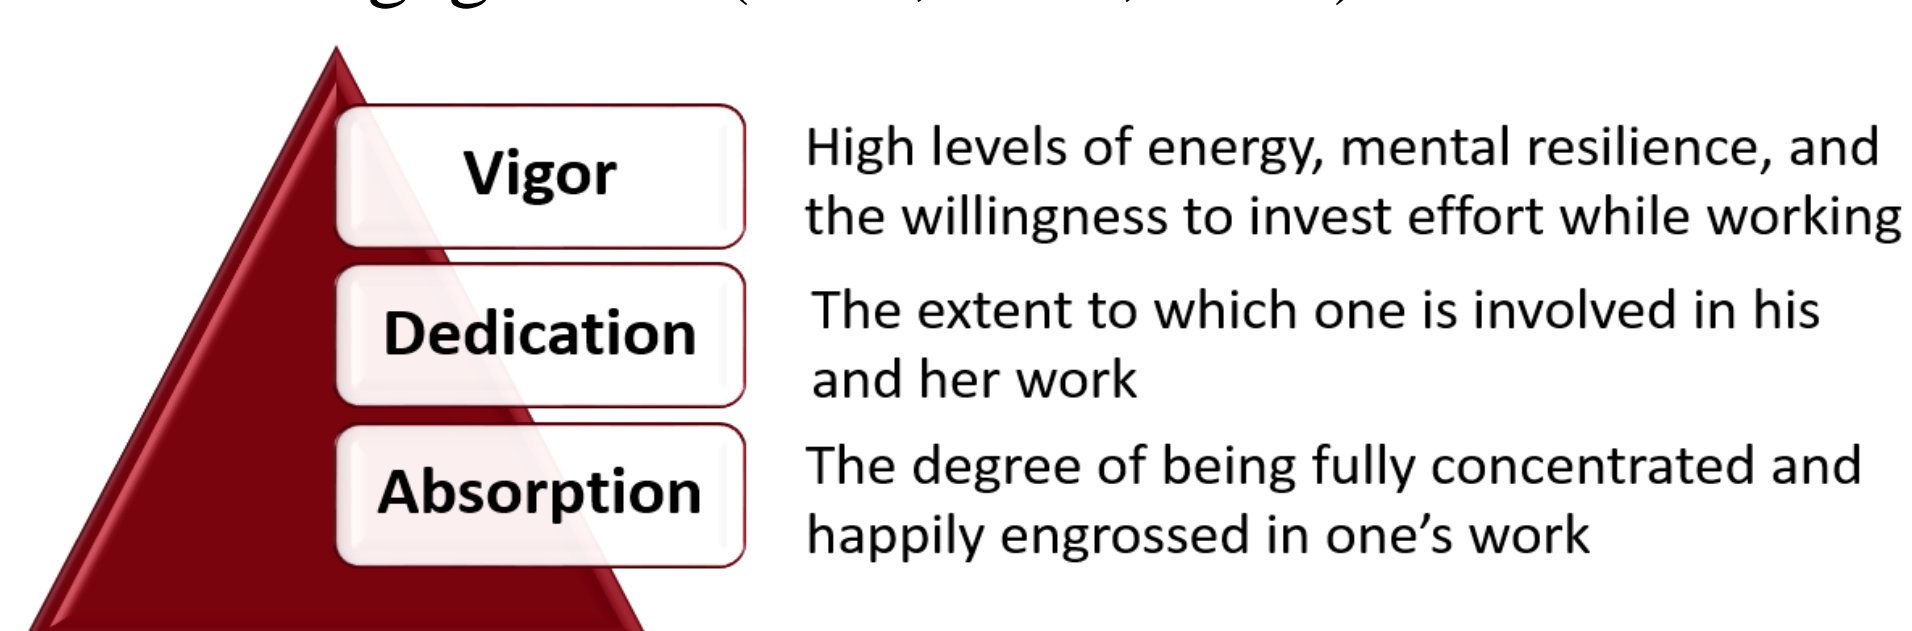 Vigor
High levels of energy, mental resilience, and
the willingness to invest effort while working
Dedication
The extent to which one is involved in his
and her work
Absorption
The degree of being fully concentrated and
happily engrossed in one’s work